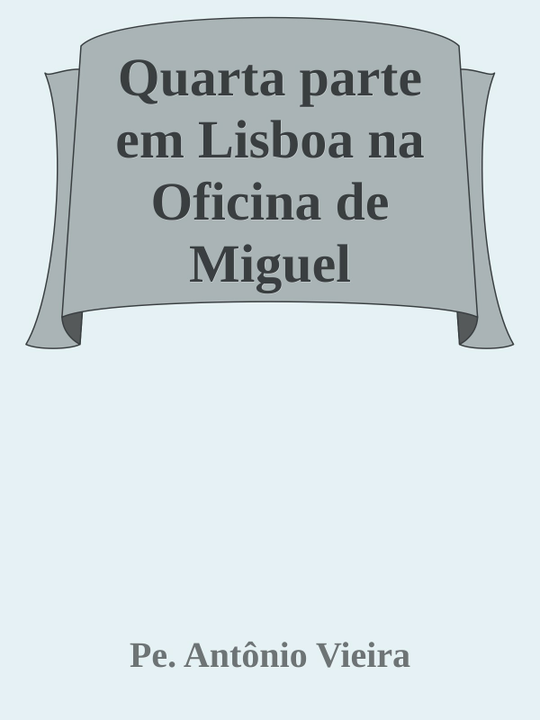 Quarta parte
em Lisboa na
Oficina de
Miguel
Pe. Antônio Vieira